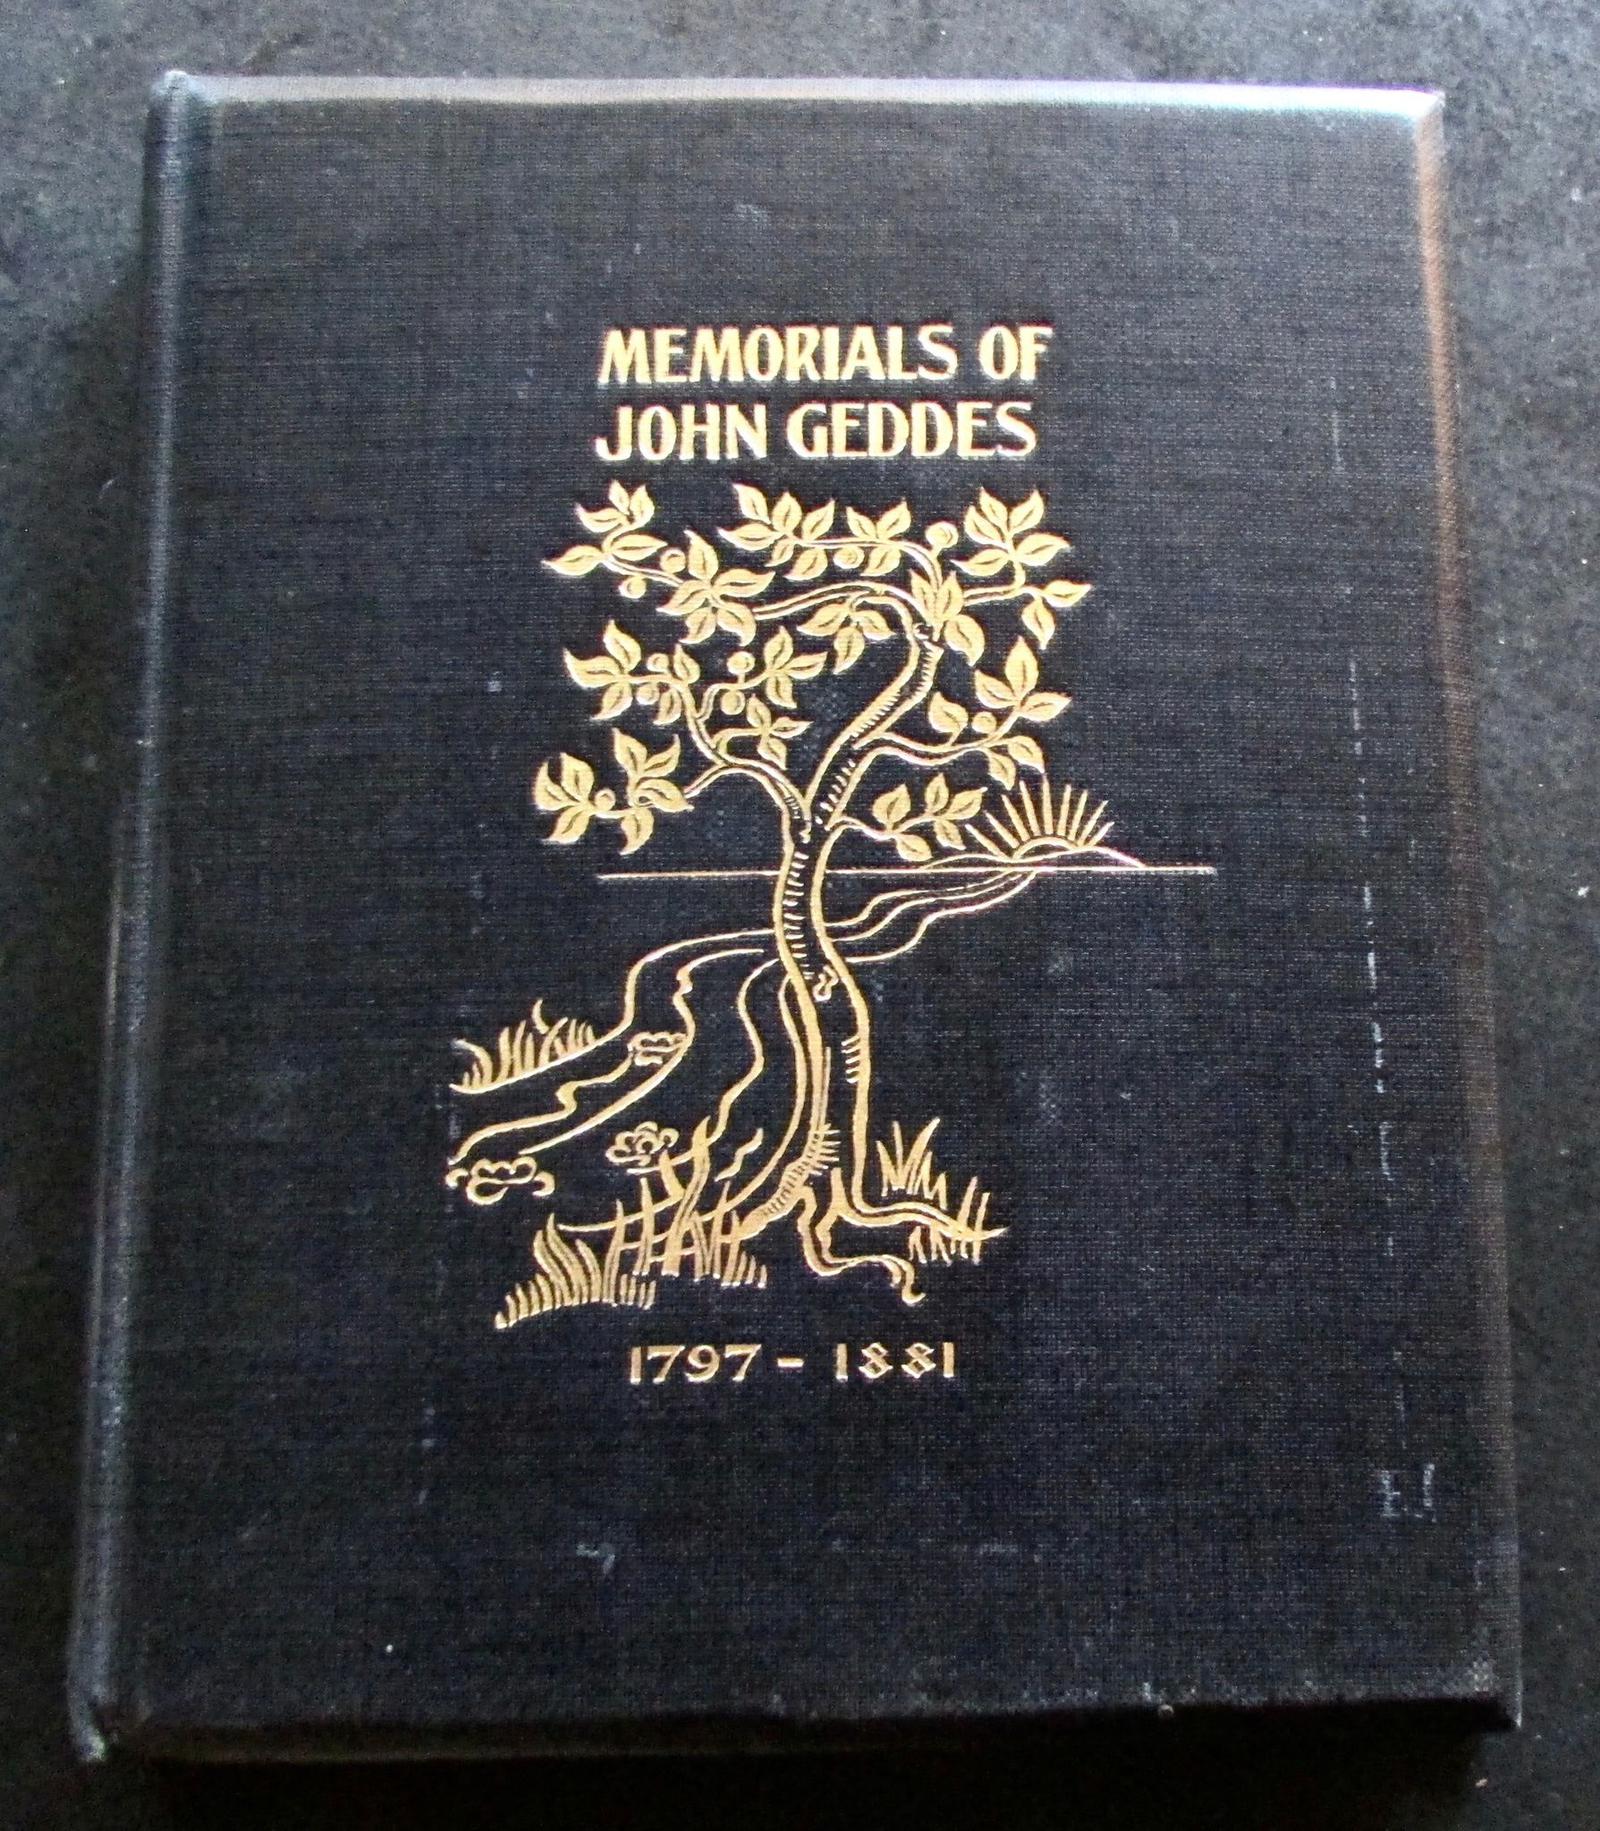 MEMORIALS OF
JOHN GEDDES
1797 - 1881